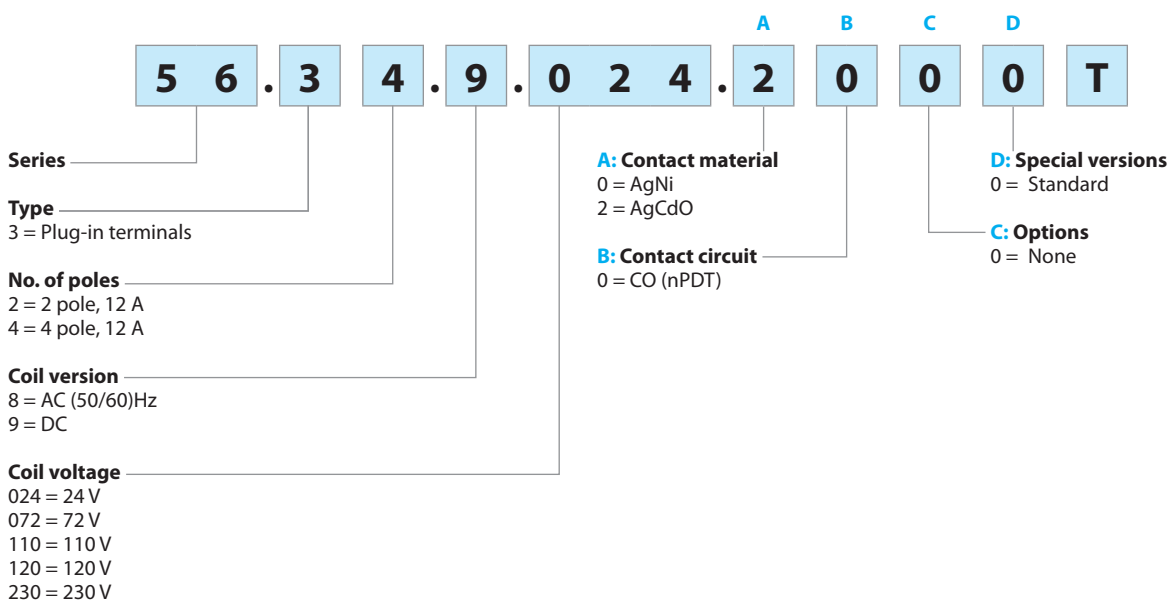 A B C D
5 6 . 3 4 . 9 . 0 2 4 . 2 0 0 0 T
Series
Type
3 = Plug-in terminals
No. of poles
2 = 2 pole, 12 A
4 = 4 pole, 12 A
Coil version
8 = AC (50/60)Hz
9 = DC
Coil voltage
024 = 24 V
072 = 72 V
110 = 110 V
120 = 120 V
230 = 230 V
A: Contact material
0 = AgNi
2 = AgCdO
B: Contact circuit
0 = CO (nPDT)
D: Special versions
0 = Standard
C: Options
0 = None